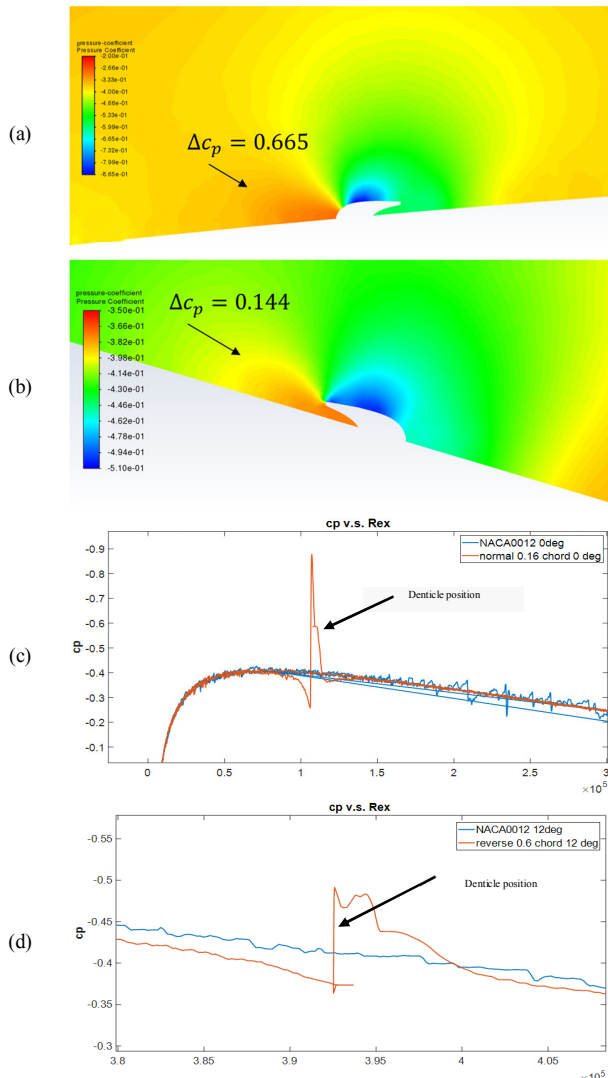 (a)
pressure-coefficient
Pressure Coefficient
-2.00e-01
-2.66e-01
-3.33e-01
-4.00e-01
-4.66e-01
-5.33e-01
-5.99e-01
-6.65e-01
-7.32e-01
-7.99e-01
-8.65e-01
Δc_p = 0.665
(b)
pressure-coefficient
Pressure Coefficient
-3.50e-01
-3.66e-01
-3.82e-01
-3.98e-01
-4.14e-01
-4.30e-01
-4.46e-01
-4.62e-01
-4.78e-01
-4.94e-01
-5.10e-01
Δc_p = 0.144
(c)
cp v.s. Rex
NACA0012 0deg
normal 0.16 chord 0 deg
Denticle position
cp
-0.9
-0.8
-0.7
-0.6
-0.5
-0.4
-0.3
-0.2
-0.1
0 0.5 1 1.5 2 2.5 3
×10^5
(d)
cp v.s. Rex
NACA0012 12deg
reverse 0.6 chord 12 deg
Denticle position
cp
-0.55
-0.5
-0.45
-0.4
-0.35
-0.3
3.8 3.85 3.9 3.95 4 4.05
×10^5